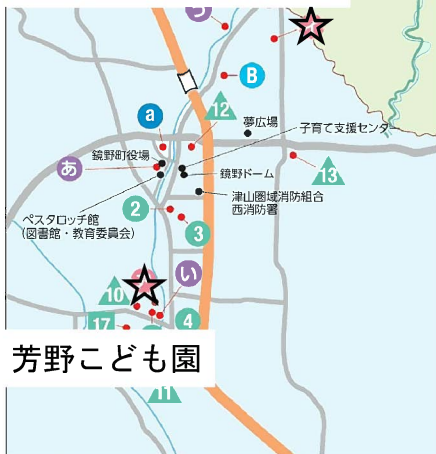 う
B
a
12
夢広場
子育て支援センター
鏡野町役場
あ
鏡野ドーム
13
津山圏域消防組合
西消防署
2
ペスタロッチ館
(図書館・教育委員会)
3
い
10
17
4
芳野こども園
11